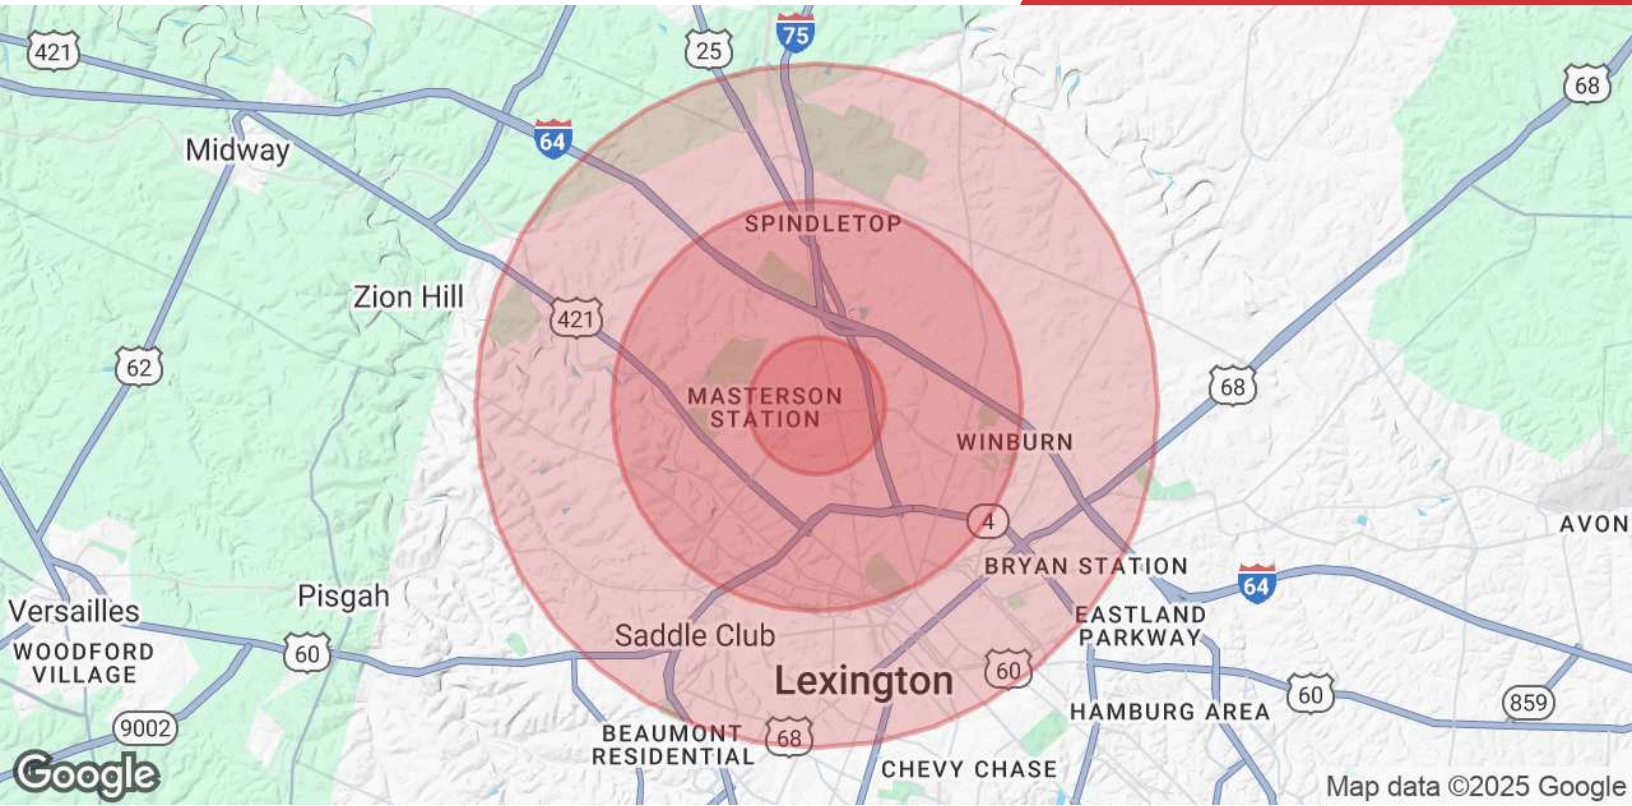 421
25
75
68
64
Midway
SPINDLETOP
Zion Hill
421
62
68
MASTERSON
STATION
WINBURN
4
AVON
BRYAN STATION
64
Pisgah
Versailles
EASTLAND
PARKWAY
Saddle Club
WOODFORD
VILLAGE
60
Lexington
60
60
859
HAMBURG AREA
9002
BEAUMONT
RESIDENTIAL
68
CHEVY CHASE
Google
Map data ©2025 Google